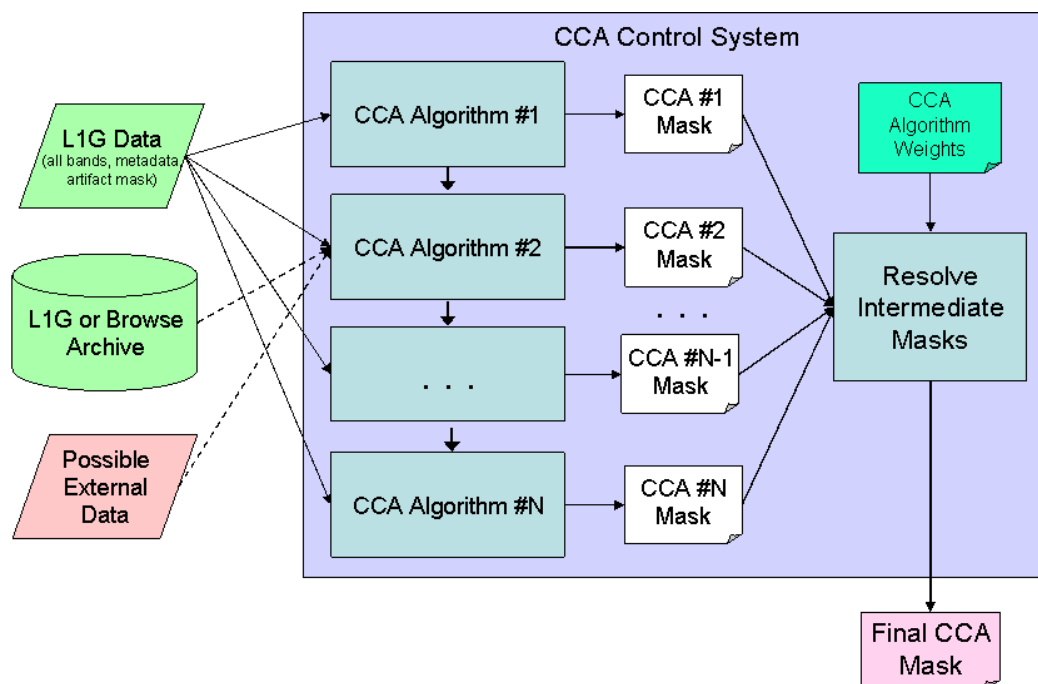 CCA Control System
L1G Data
(all bands, metadata,
artifact mask)
L1G or Browse
Archive
Possible
External
Data
CCA Algorithm #1
CCA Algorithm #2
. . .
CCA Algorithm #N
CCA #1
Mask
CCA #2
Mask
. . .
CCA #N-1
Mask
CCA #N
Mask
CCA
Algorithm
Weights
Resolve
Intermediate
Masks
Final CCA
Mask